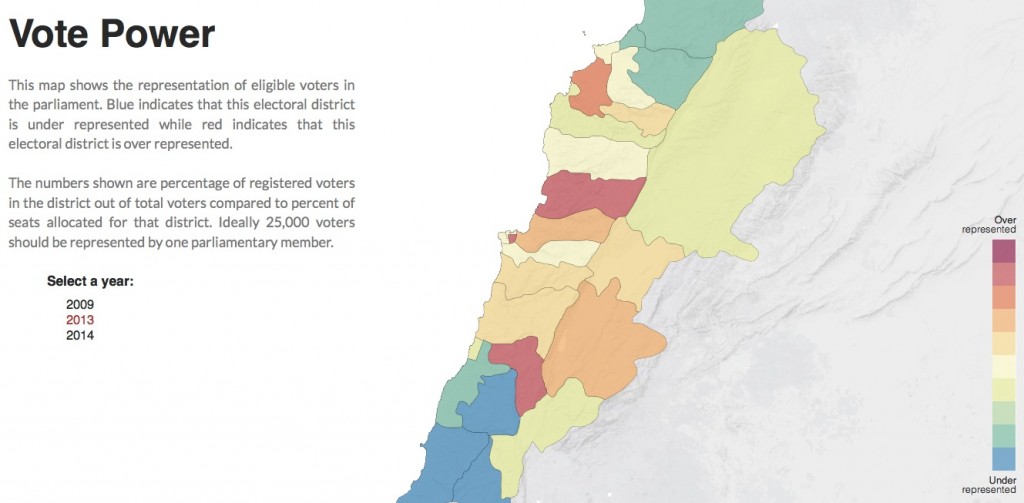 Vote Power
This map shows the representation of eligible voters in
the parliament. Blue indicates that this electoral district
is under represented while red indicates that this
electoral district is over represented.
The numbers shown are percentage of registered voters
in the district out of total voters compared to percent of
seats allocated for that district. Ideally 25,000 voters
should be represented by one parliamentary member.
Select a year:
2009
2013
2014
Over
represented
Under
represented